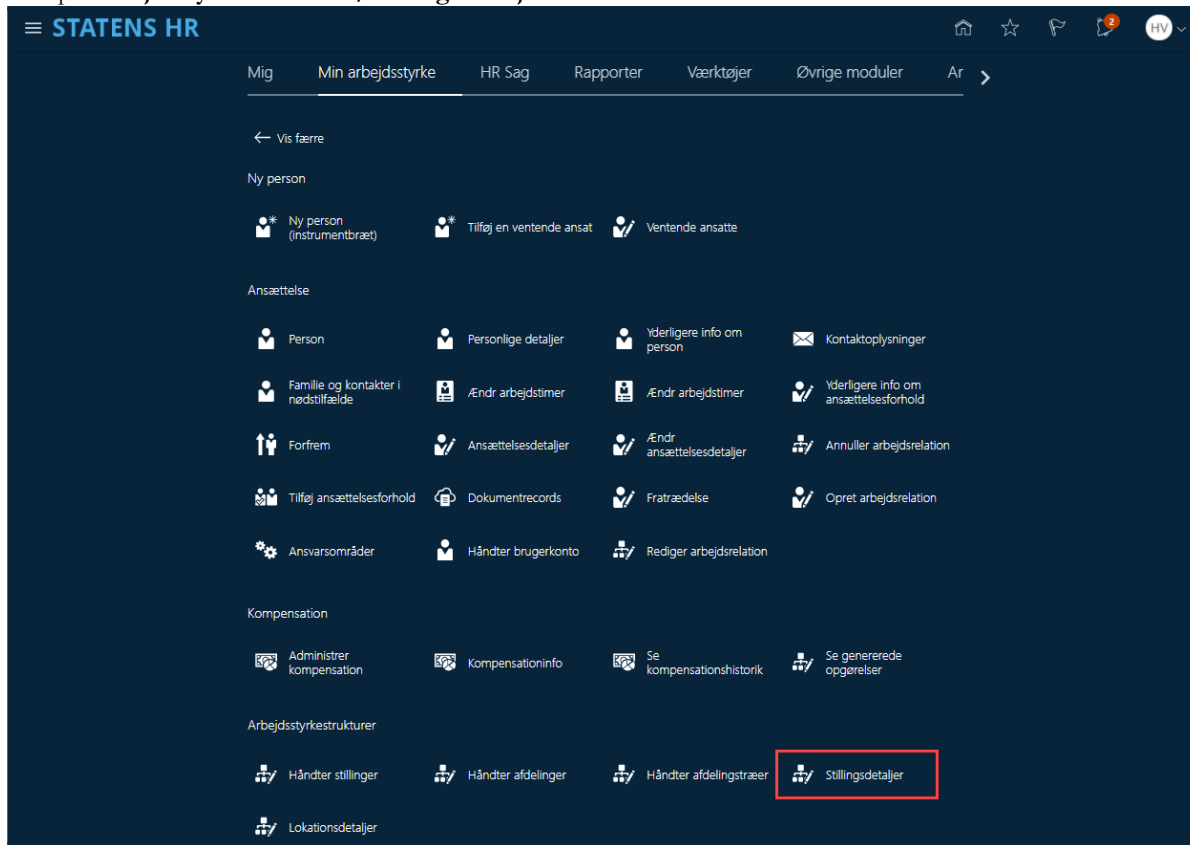 STATENS HR
2
HV
Mig Min arbejdsstyrke HR Sag Rapporter Værktøjer Øvrige moduler Ar
Vis færre
Ny person
Ny person
(instrumentbræt)
Tilføj en ventende ansat
Ventende ansatte
Ansættelse
Person
Personlige detaljer
Yderligere info om
person
Kontaktoplysninger
Familie og kontakter i
nødstilfælde
Ændr arbejdstimer
Ændr arbejdstimer
Yderligere info om
ansættelsesforhold
Forfrem
Ansættelsesdetaljer
Ændr
ansættelsesdetaljer
Annuller arbejdsrelation
Tilføj ansættelsesforhold
Dokumentrecords
Fratrædelse
Opret arbejdsrelation
Ansvarsområder
Håndter brugerkonto
Rediger arbejdsrelation
Kompensation
Administrer
kompensation
Kompensationinfo
Se
kompensationshistorik
Se genererede
opgørelser
Arbejdsstyrkestrukturer
Håndter stillinger
Håndter afdelinger
Håndter afdelingstræer
Stillingsdetaljer
Lokationsdetaljer